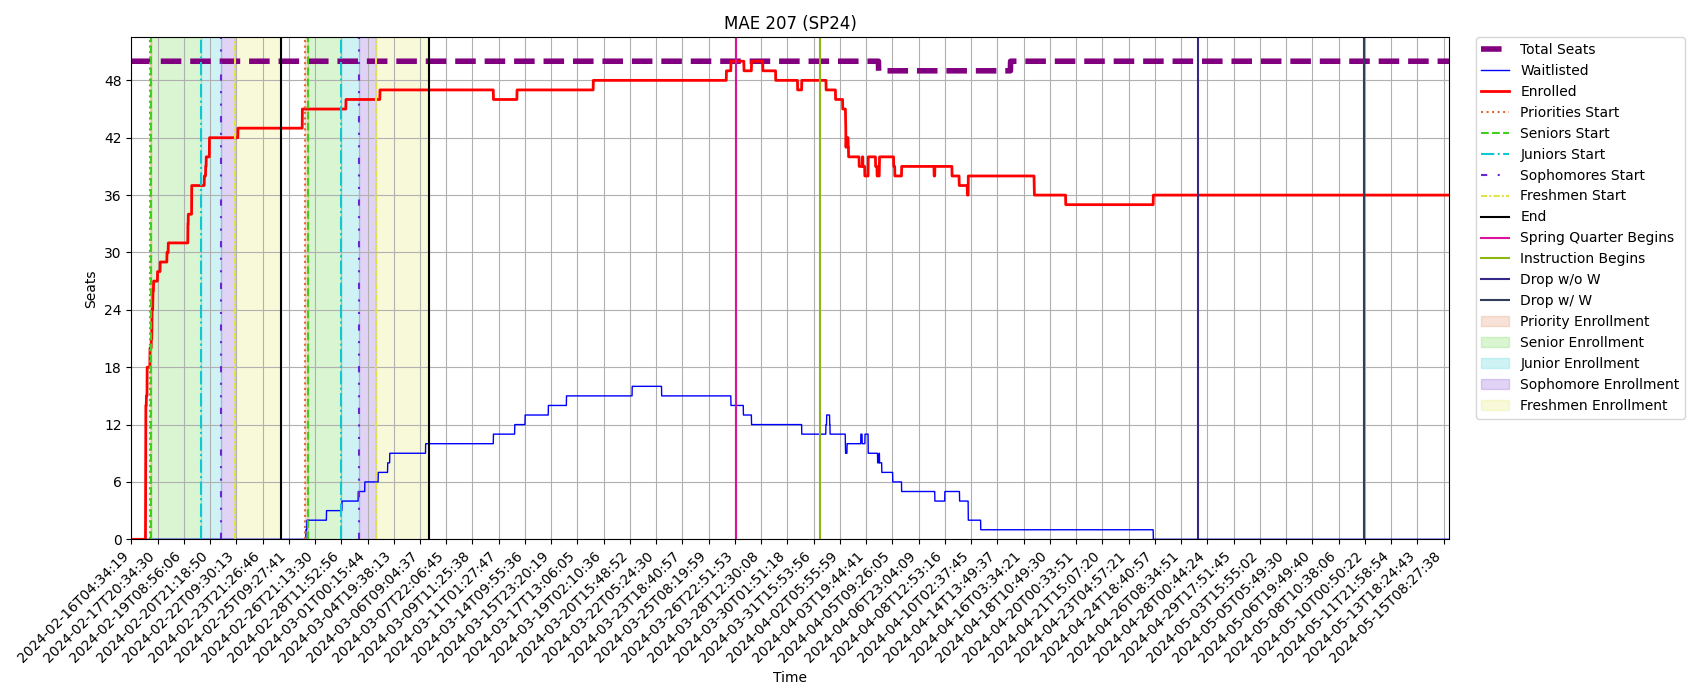 MAE 207 (SP24)
Seats
48
42
36
30
24
18
12
6
0
2024-02-16T04:34:19
2024-02-17T20:34:30
2024-02-19T08:56:06
2024-02-20T21:18:50
2024-02-22T09:30:13
2024-02-23T21:26:46
2024-02-25T09:27:41
2024-02-26T21:13:30
2024-02-28T11:52:56
2024-03-01T00:15:44
2024-03-04T19:38:13
2024-03-06T09:04:37
2024-03-07T22:06:45
2024-03-09T11:25:38
2024-03-11T01:27:47
2024-03-14T09:55:36
2024-03-15T23:20:19
2024-03-17T13:06:05
2024-03-19T02:10:36
2024-03-20T15:48:52
2024-03-22T05:24:30
2024-03-23T18:40:57
2024-03-25T08:19:59
2024-03-26T22:51:53
2024-03-28T12:30:08
2024-03-30T01:51:18
2024-03-31T15:53:56
2024-04-02T05:55:59
2024-04-03T19:44:41
2024-04-05T09:26:05
2024-04-06T23:04:09
2024-04-08T12:53:16
2024-04-10T02:37:45
2024-04-14T13:49:37
2024-04-16T03:34:21
2024-04-18T10:49:30
2024-04-20T00:33:51
2024-04-21T15:07:20
2024-04-23T04:57:21
2024-04-24T18:40:57
2024-04-26T08:34:51
2024-04-28T00:44:24
2024-04-29T17:51:45
2024-05-03T15:55:02
2024-05-05T05:49:30
2024-05-06T19:49:40
2024-05-08T10:38:06
2024-05-10T00:50:22
2024-05-11T21:58:54
2024-05-13T18:24:43
2024-05-15T08:27:38
Time
Total Seats
Waitlisted
Enrolled
Priorities Start
Seniors Start
Juniors Start
Sophomores Start
Freshmen Start
End
Spring Quarter Begins
Instruction Begins
Drop w/o W
Drop w/ W
Priority Enrollment
Senior Enrollment
Junior Enrollment
Sophomore Enrollment
Freshmen Enrollment